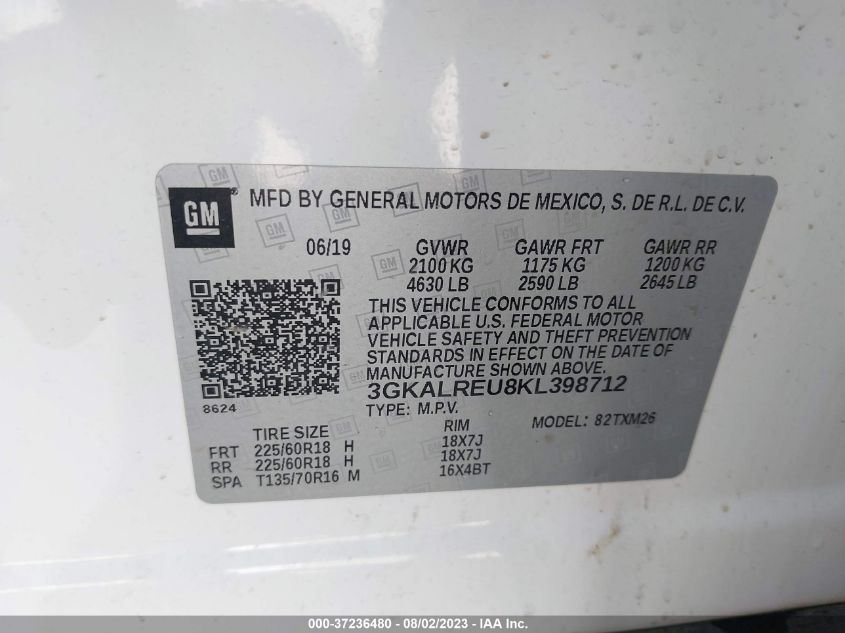 GM MFD BY GENERAL MOTORS DE MEXICO, S. DE R.L. DE C.V.
06/19 GVWR GAWR FRT GAWR RR
2100 KG 1175 KG 1200 KG
4630 LB 2590 LB 2645 LB
THIS VEHICLE CONFORMS TO ALL
APPLICABLE U.S. FEDERAL MOTOR
VEHICLE SAFETY AND THEFT PREVENTION
STANDARDS IN EFFECT ON THE DATE OF
MANUFACTURE SHOWN ABOVE.
8624 3GKALREU8KL398712
TYPE: M.P.V. MODEL: 82TXM26
TIRE SIZE RIM
FRT 225/60R18 H 18X7J
RR 225/60R18 H 18X7J
SPA T135/70R16 M 16X4BT
000-37236480 - 08/02/2023 - IAA Inc.